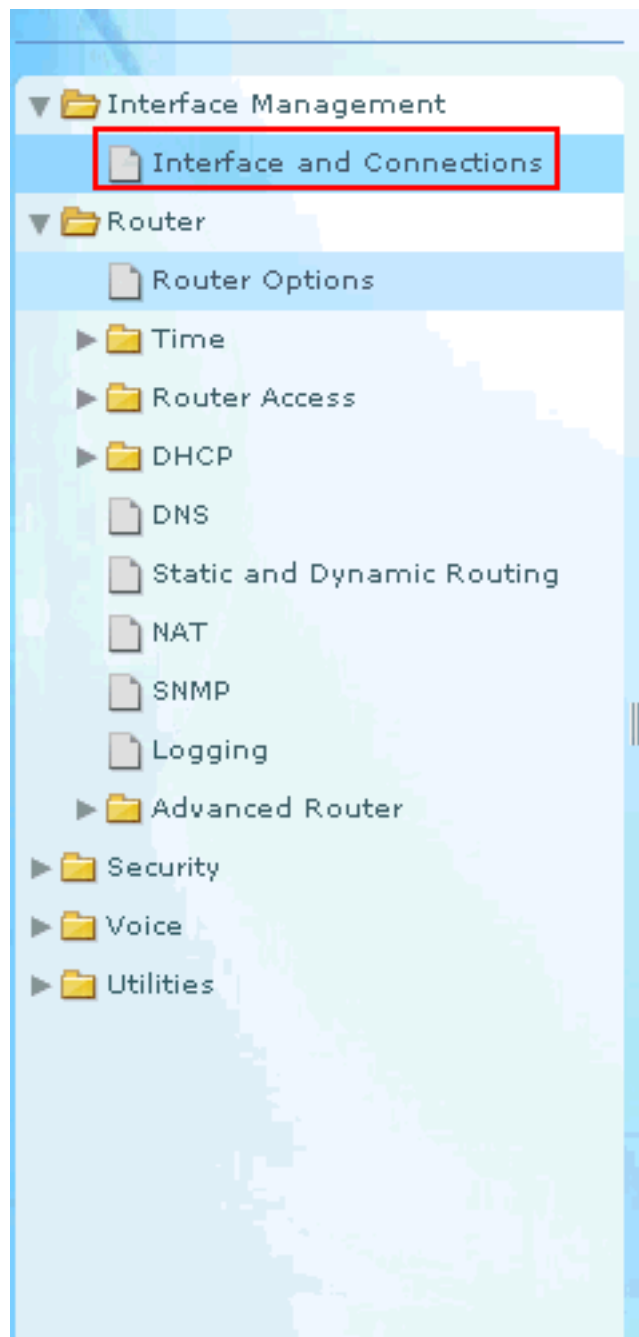 Interface Management
Interface and Connections
Router
Router Options
Time
Router Access
DHCP
DNS
Static and Dynamic Routing
NAT
SNMP
Logging
Advanced Router
Security
Voice
Utilities